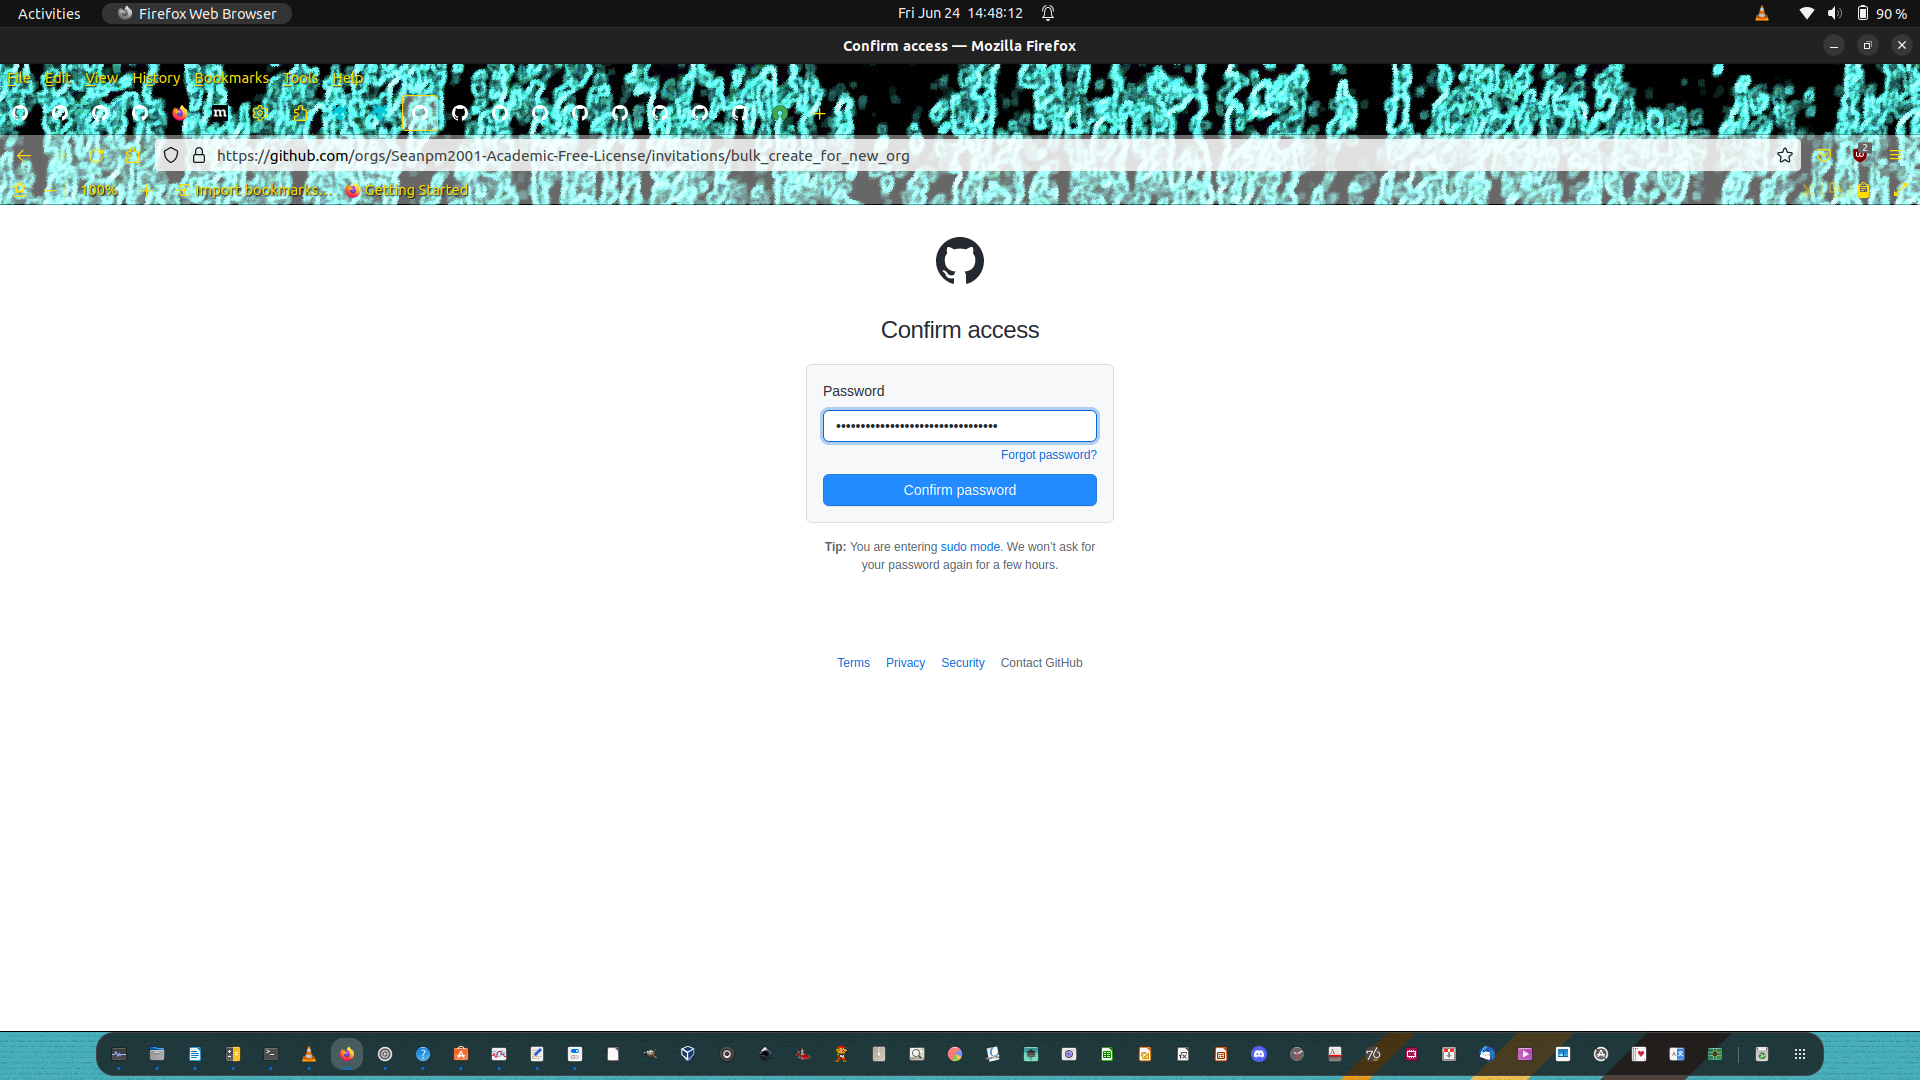 Activities Firefox Web Browser Fri Jun 24 14:48:12 90 %
Confirm access — Mozilla Firefox
File Edit View History Bookmarks Tools Help
m
https://github.com/orgs/Seanpm2001-Academic-Free-License/invitations/bulk_create_for_new_org 2
100% Import bookmarks... Getting Started
Confirm access
Password
••••••••••••••••••••••••••••••••••
Forgot password?
Confirm password
Tip: You are entering sudo mode. We won't ask for
your password again for a few hours.
Terms Privacy Security Contact GitHub
76